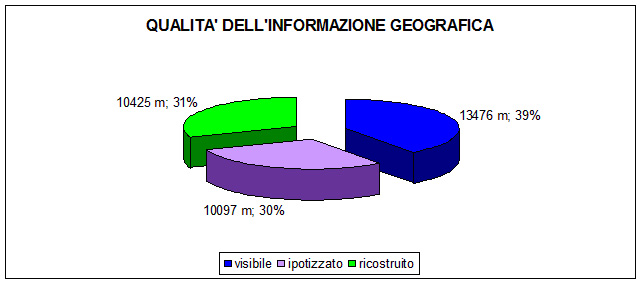 QUALITA' DELL'INFORMAZIONE GEOGRAFICA
10425 m; 31%
13476 m; 39%
10097 m; 30%
visibile ipotizzato ricostruito